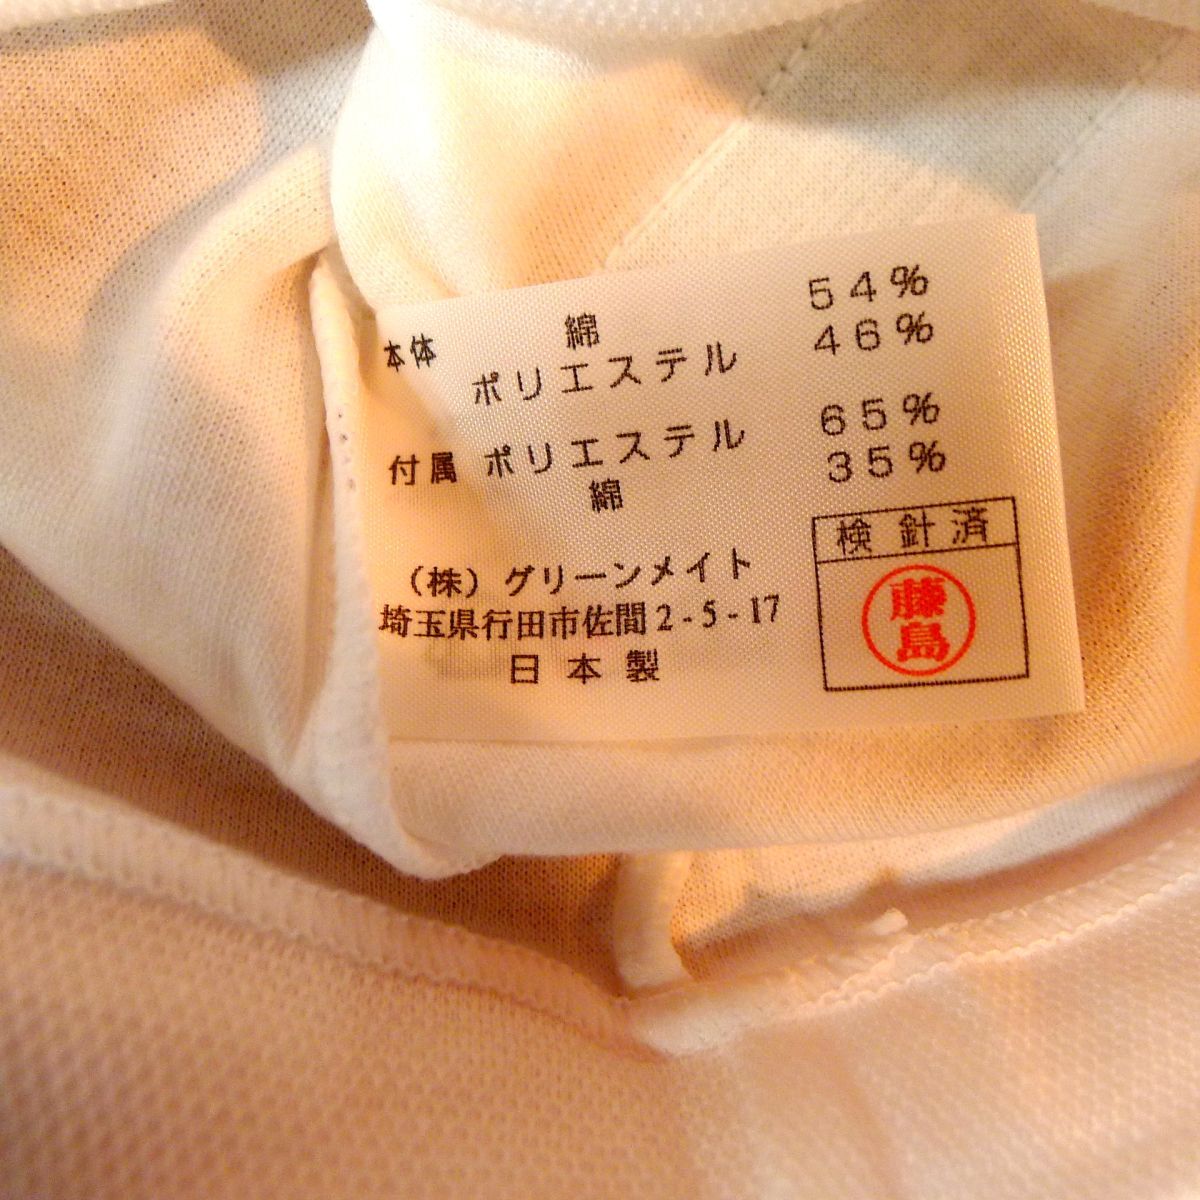 本体 綿 54%
ポリエステル 46%
付属 ポリエステル 65%
綿 35%
(株)グリーンメイト
埼玉県行田市佐間2-5-17
日本製
検針済
藤島